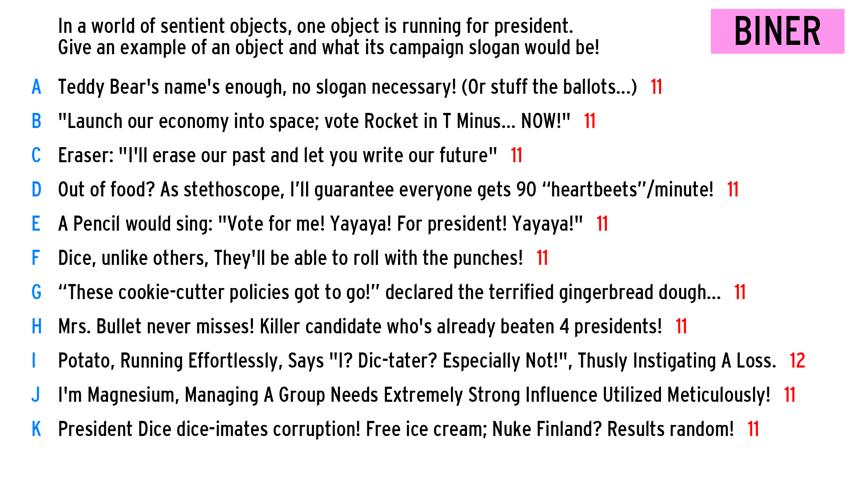 In a world of sentient objects, one object is running for president.
Give an example of an object and what its campaign slogan would be!
BINER
A Teddy Bear's name's enough, no slogan necessary! (Or stuff the ballots...) 11
B "Launch our economy into space; vote Rocket in T Minus... NOW!" 11
C Eraser: "I'll erase our past and let you write our future" 11
D Out of food? As stethoscope, I’ll guarantee everyone gets 90 “heartbeets”/minute! 11
E A Pencil would sing: "Vote for me! Yayaya! For president! Yayaya!" 11
F Dice, unlike others, They'll be able to roll with the punches! 11
G “These cookie-cutter policies got to go!” declared the terrified gingerbread dough... 11
H Mrs. Bullet never misses! Killer candidate who's already beaten 4 presidents! 11
I Potato, Running Effortlessly, Says "I? Dic-tater? Especially Not!", Thusly Instigating A Loss. 12
J I'm Magnesium, Managing A Group Needs Extremely Strong Influence Utilized Meticulously! 11
K President Dice dice-imates corruption! Free ice cream; Nuke Finland? Results random! 11